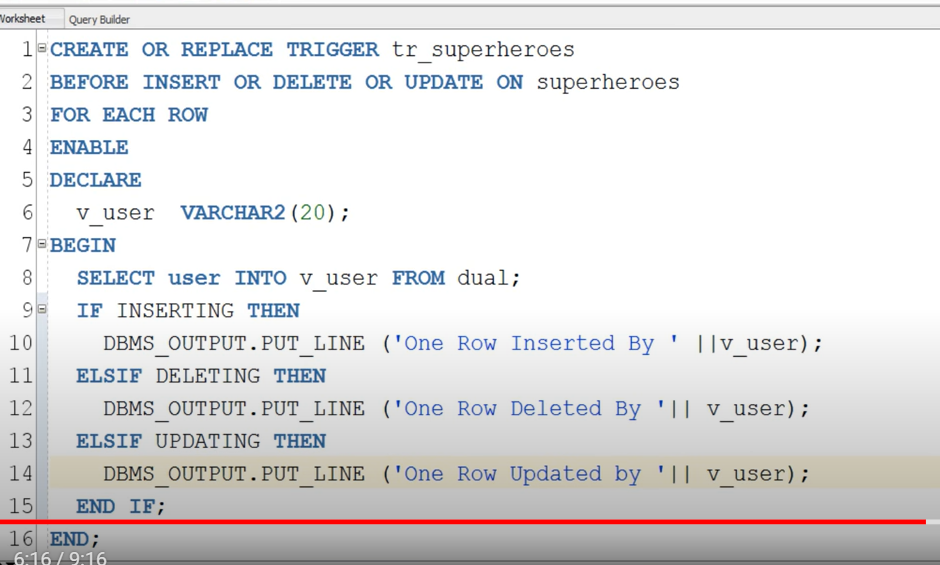 Worksheet Query Builder
1 CREATE OR REPLACE TRIGGER tr_superheroes
2 BEFORE INSERT OR DELETE OR UPDATE ON superheroes
3 FOR EACH ROW
4 ENABLE
5 DECLARE
6 v_user VARCHAR2(20);
7 BEGIN
8 SELECT user INTO v_user FROM dual;
9 IF INSERTING THEN
10 DBMS_OUTPUT.PUT_LINE ('One Row Inserted By ' ||v_user);
11 ELSIF DELETING THEN
12 DBMS_OUTPUT.PUT_LINE ('One Row Deleted By '|| v_user);
13 ELSIF UPDATING THEN
14 DBMS_OUTPUT.PUT_LINE ('One Row Updated by '|| v_user);
15 END IF;
16 END;
6:16 / 9:16